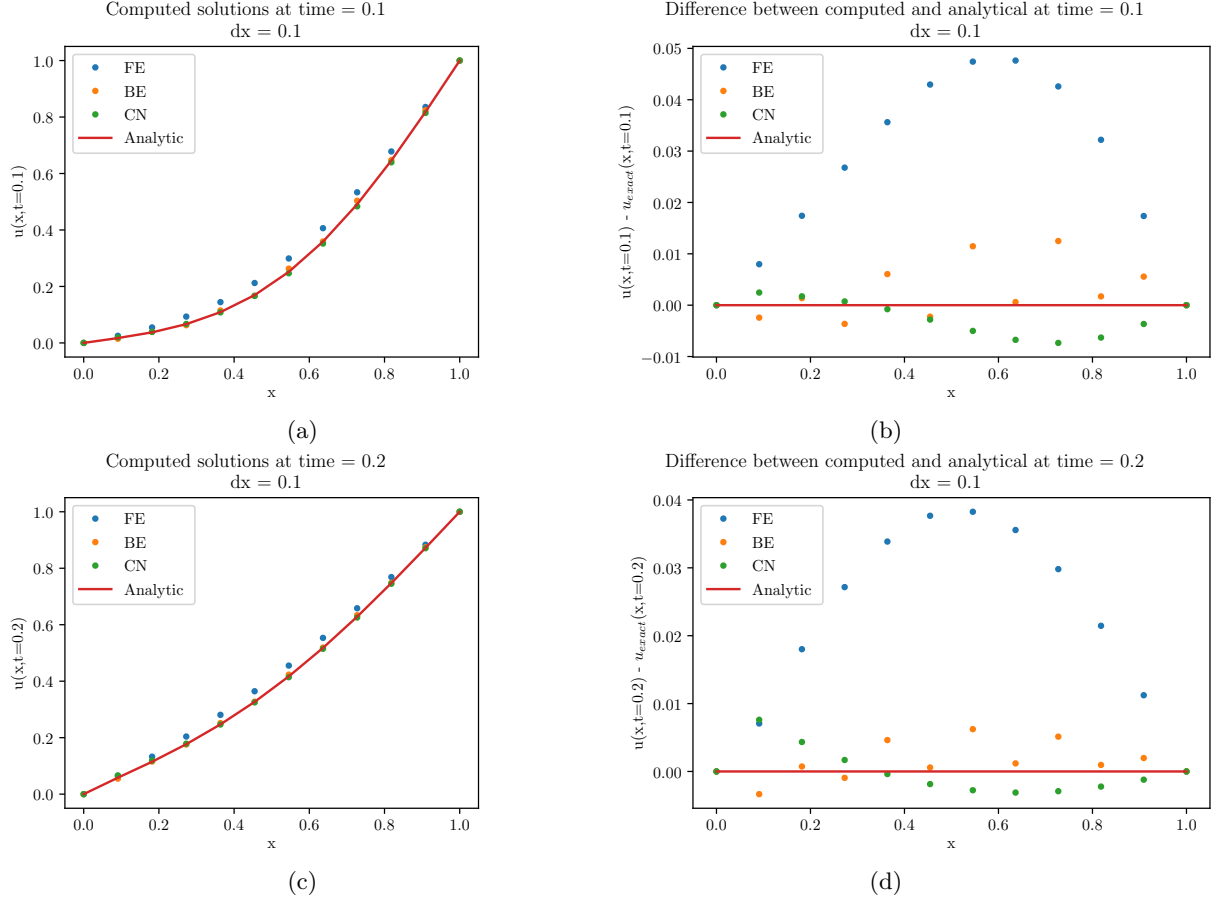 Computed solutions at time = 0.1
dx = 0.1
1.0
0.8
0.6
0.4
0.2
0.0
u(x,t=0.1)
FE
BE
CN
Analytic
0.0 0.2 0.4 0.6 0.8 1.0
x
(a)
Difference between computed and analytical at time = 0.1
dx = 0.1
0.05
0.04
0.03
0.02
0.01
0.00
−0.01
u(x,t=0.1) - u_exact(x,t=0.1)
FE
BE
CN
Analytic
0.0 0.2 0.4 0.6 0.8 1.0
x
(b)
Computed solutions at time = 0.2
dx = 0.1
1.0
0.8
0.6
0.4
0.2
0.0
u(x,t=0.2)
FE
BE
CN
Analytic
0.0 0.2 0.4 0.6 0.8 1.0
x
(c)
Difference between computed and analytical at time = 0.2
dx = 0.1
0.04
0.03
0.02
0.01
0.00
u(x,t=0.2) - u_exact(x,t=0.2)
FE
BE
CN
Analytic
0.0 0.2 0.4 0.6 0.8 1.0
x
(d)